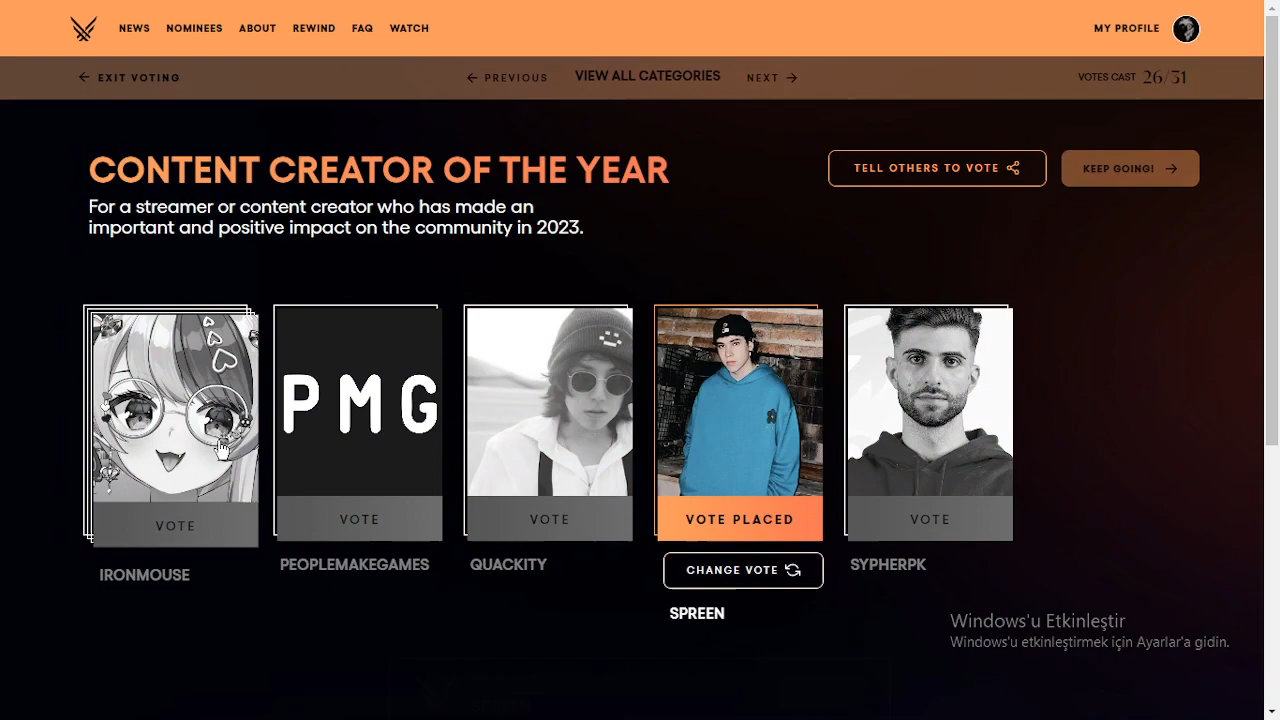 NEWS NOMINEES ABOUT REWIND FAQ WATCH MY PROFILE
EXIT VOTING PREVIOUS VIEW ALL CATEGORIES NEXT VOTES CAST 26/31
CONTENT CREATOR OF THE YEAR
TELL OTHERS TO VOTE KEEP GOING!
For a streamer or content creator who has made an
important and positive impact on the community in 2023.
PMG
VOTE VOTE VOTE VOTE PLACED VOTE
IRONMOUSE PEOPLEMAKEGAMES QUACKITY CHANGE VOTE SYPHERPK
SPREEN
Windows'u Etkinleştir
Windows'u etkinleştirmek için Ayarlar'a gidin.